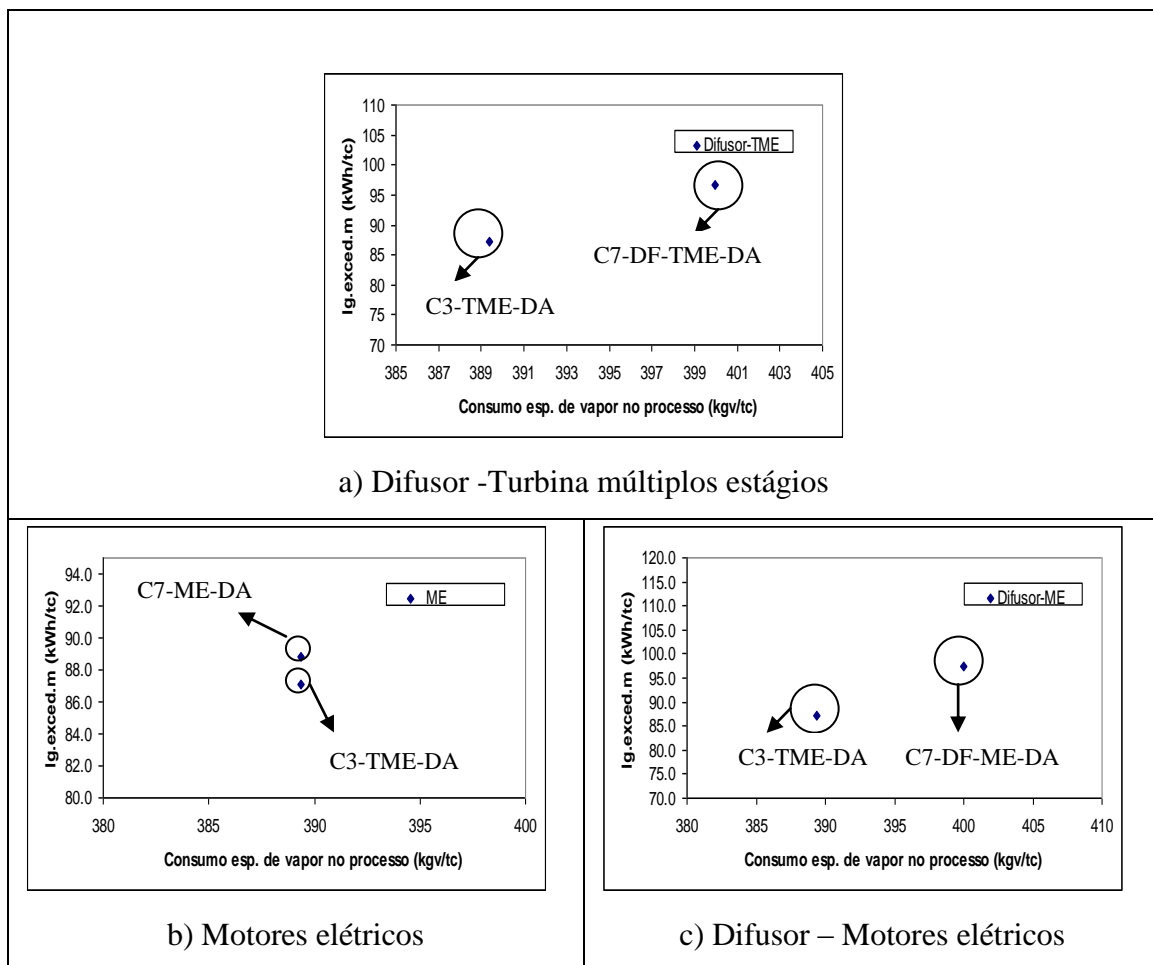 110
105
100
95
90
85
80
75
70
Ig.exced.m (kWh/tc)
Difusor-TME
C7-DF-TME-DA
C3-TME-DA
385 387 389 391 393 395 397 399 401 403 405
Consumo esp. de vapor no processo (kgv/tc)
a) Difusor -Turbina múltiplos estágios
94.0
92.0
90.0
88.0
86.0
84.0
82.0
80.0
Ig.exced.m (kWh/tc)
C7-ME-DA
ME
C3-TME-DA
380 385 390 395 400
Consumo esp. de vapor no processo (kgv/tc)
b) Motores elétricos
120.0
115.0
110.0
105.0
100.0
95.0
90.0
85.0
80.0
75.0
70.0
Ig.exced.m (kWh/tc)
Difusor-ME
C3-TME-DA C7-DF-ME-DA
380 385 390 395 400 405 410
Consumo esp. de vapor no processo (kgv/tc)
c) Difusor – Motores elétricos